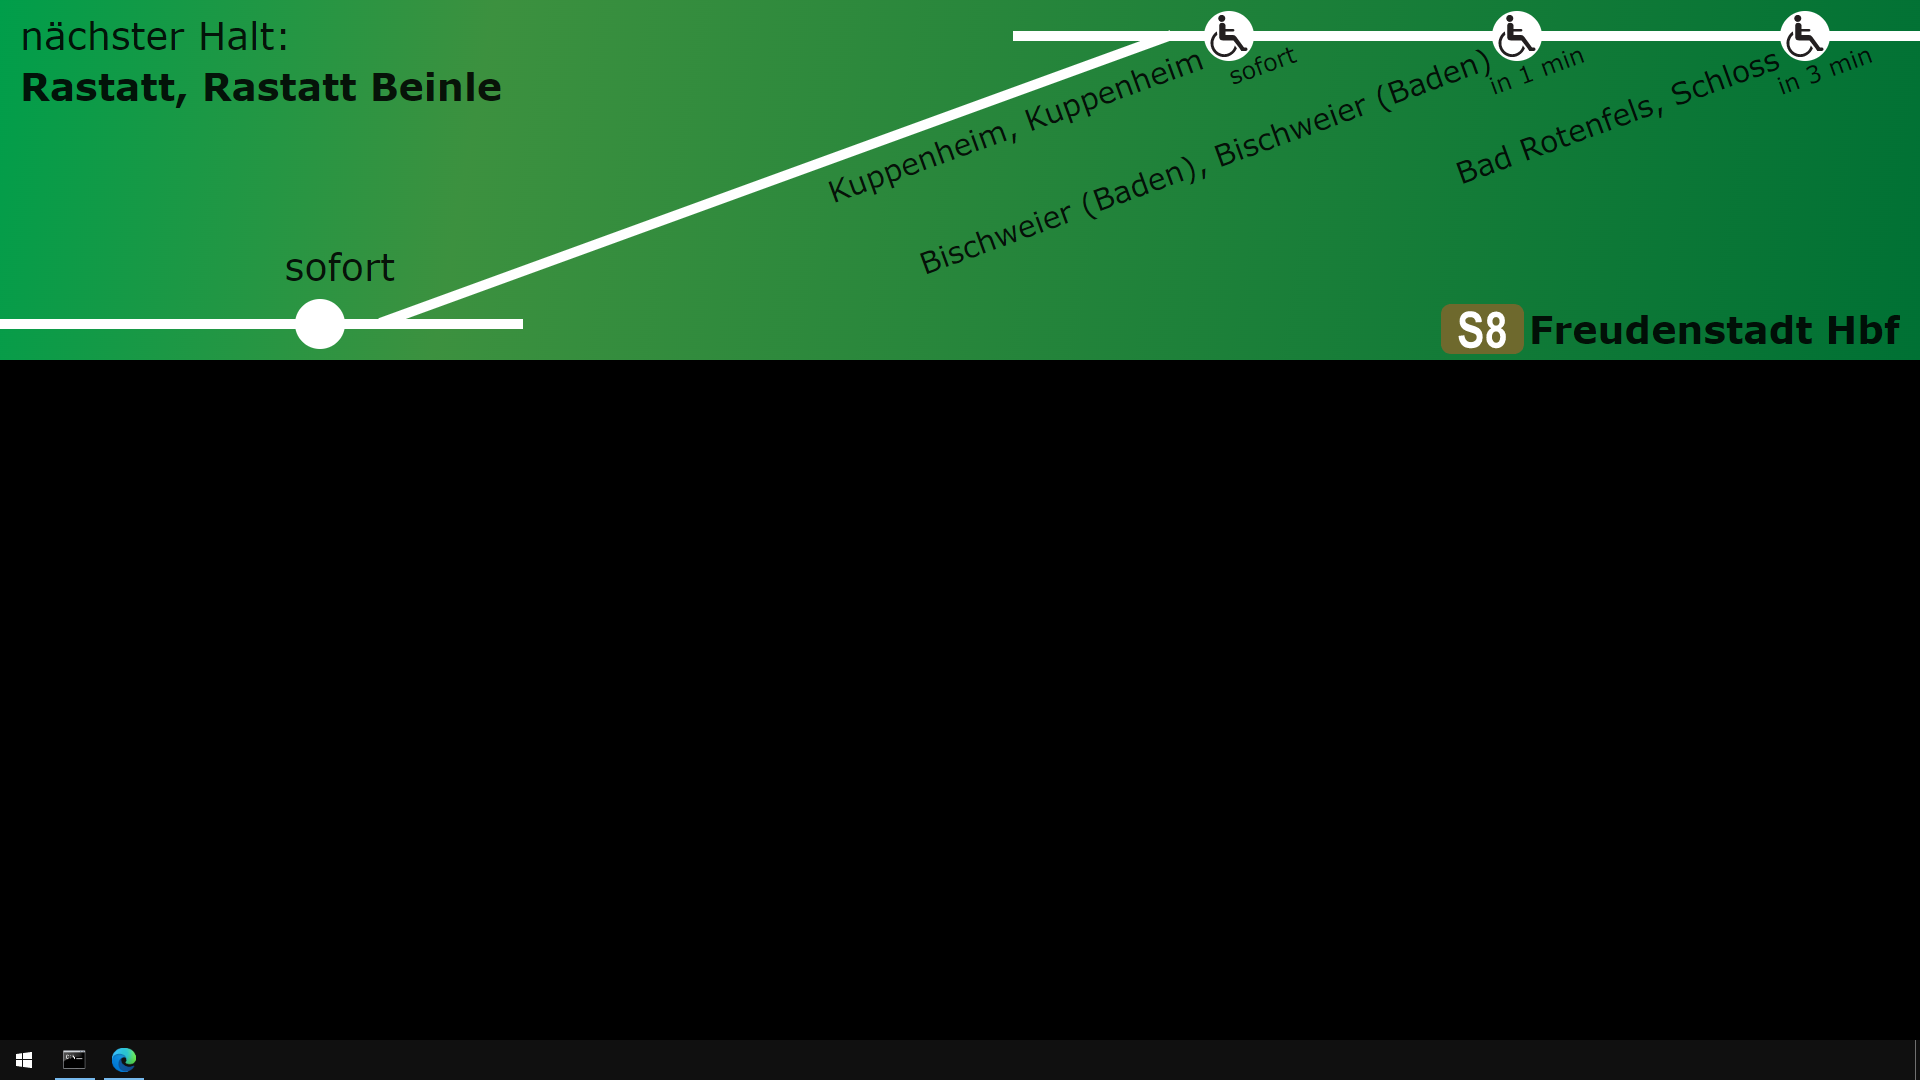 nächster Halt:
Rastatt, Rastatt Beinle
sofort
Kuppenheim, Kuppenheim
sofort
Bischweier (Baden), Bischweier (Baden)
in 1 min
Bad Rotenfels, Schloss
in 3 min
S8 Freudenstadt Hbf